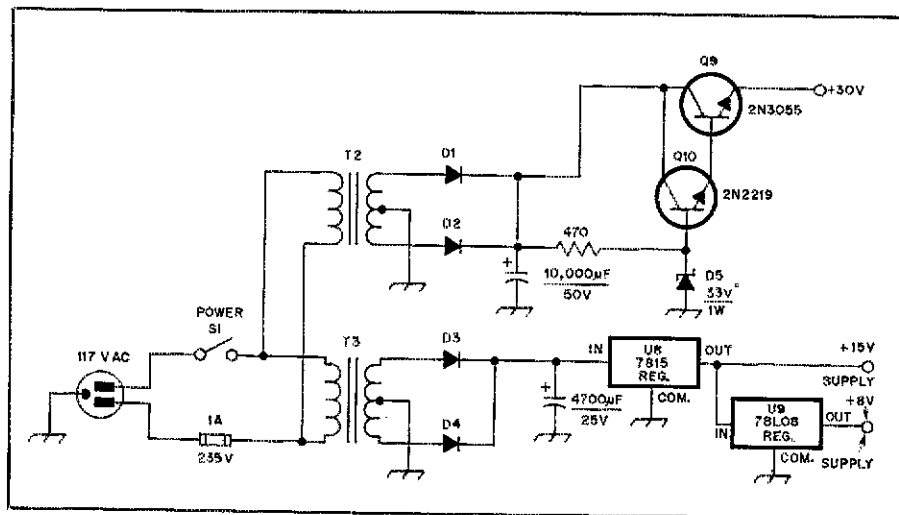 Q9
+30V
2N3055
Q10
2N2219
T2
D1
D2
470
+
10,000µF
50V
D5
33V
1W
POWER
S1
117 VAC
1A
235V
T3
D3
D4
+
4700µF
25V
IN
U8
7815
REG.
OUT
COM.
+15V
SUPPLY
+8V
IN
U9
78L08
REG.
OUT
COM.
SUPPLY